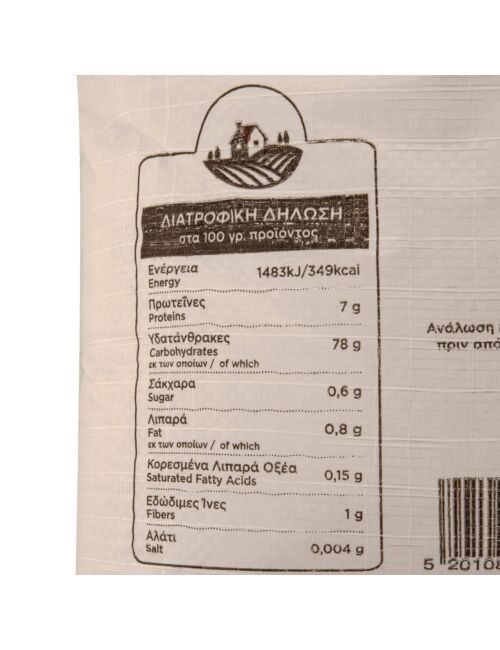 ΔΙΑΤΡΟΦΙΚΗ ΔΗΛΩΣΗ
στα 100 γρ. προϊόντος
Ενέργεια
Energy
1483kJ/349kcal
Πρωτεΐνες
Proteins
7 g
Υδατάνθρακες
Carbohydrates
78 g
εκ των οποίων / of which
Σάκχαρα
Sugar
0,6 g
Λιπαρά
Fat
0,8 g
εκ των οποίων / of which
Κορεσμένα Λιπαρά Οξέα
Saturated Fatty Acids
0,15 g
Εδώδιμες Ίνες
Fibers
1 g
Αλάτι
Salt
0,004 g
Ανάλωση
πριν από
5 20108